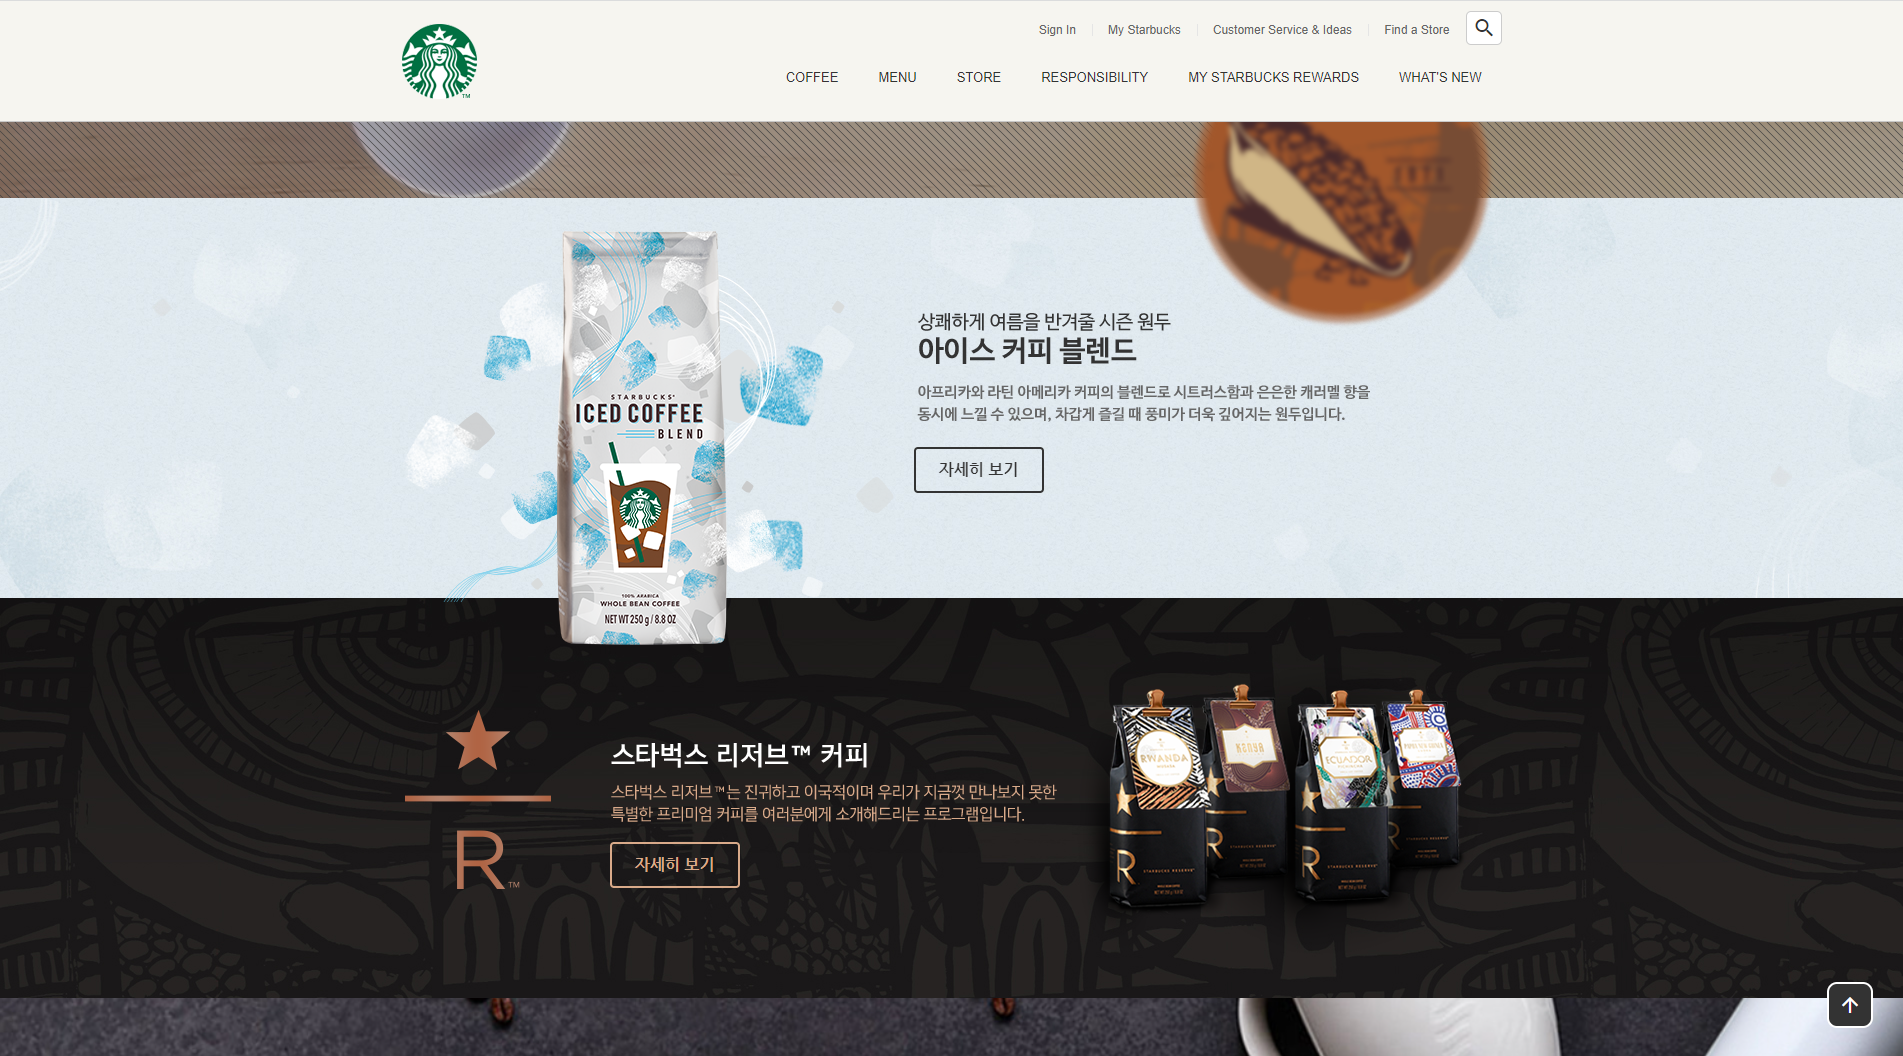 Sign In
My Starbucks
Customer Service & Ideas
Find a Store
TM
COFFEE
MENU
STORE
RESPONSIBILITY
MY STARBUCKS REWARDS
WHAT'S NEW
STARBUCKS®
ICED COFFEE
BLEND
100% ARABICA
WHOLE BEAN COFFEE
NET WT 250 g / 8.8 OZ
상쾌하게 여름을 반겨줄 시즌 원두
아이스 커피 블렌드
아프리카와 라틴 아메리카 커피의 블렌드로 시트러스함과 은은한 캐러멜 향을
동시에 느낄 수 있으며, 차갑게 즐길 때 풍미가 더욱 깊어지는 원두입니다.
자세히 보기
R™
스타벅스 리저브™ 커피
스타벅스 리저브™는 진귀하고 이국적이며 우리가 지금껏 만나보지 못한
특별한 프리미엄 커피를 여러분에게 소개해드리는 프로그램입니다.
자세히 보기
RWANDA
R
STARBUCKS RESERVE
KENYA
R
ECUADOR
R
STARBUCKS RESERVE
PAPUA NEW GUINEA